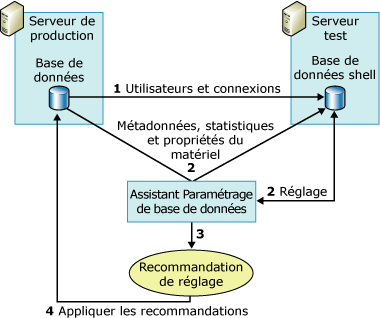 Serveur de
production
Serveur
test
Base de
données
Base de
données shell
1 Utilisateurs et connexions
Métadonnées, statistiques
et propriétés du
matériel
2
2 Réglage
Assistant Paramétrage
de base de données
3
Recommandation
de réglage
4 Appliquer les recommandations